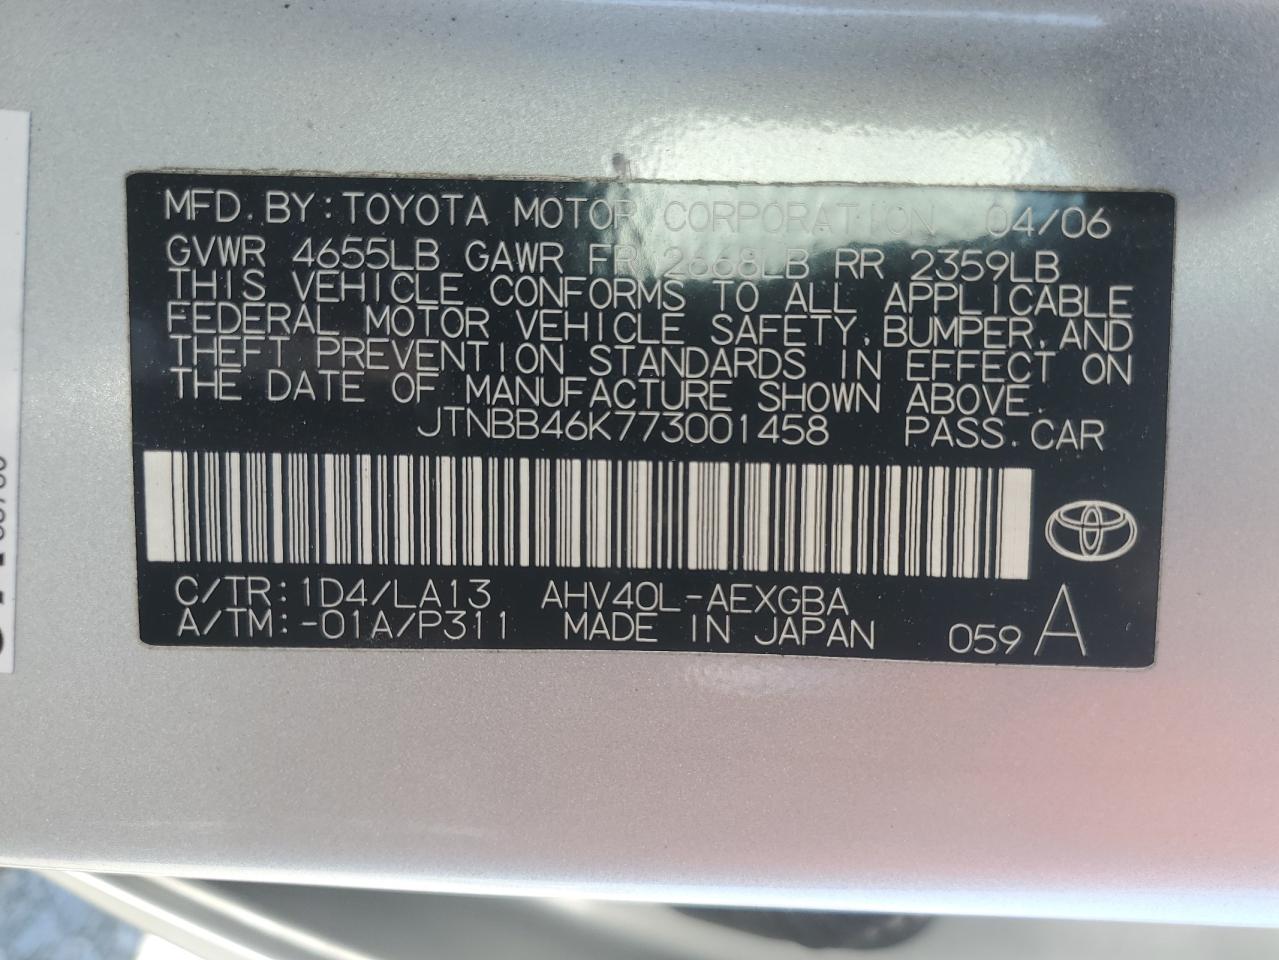 MFD. BY: TOYOTA MOTOR CORPORATION 04/06
GVWR 4655LB GAWR FR 2668LB RR 2359LB
THIS VEHICLE CONFORMS TO ALL APPLICABLE
FEDERAL MOTOR VEHICLE SAFETY, BUMPER, AND
THEFT PREVENTION STANDARDS IN EFFECT ON
THE DATE OF MANUFACTURE SHOWN ABOVE.
JTNBB46K773001458 PASS. CAR
C/TR: 1D4/LA13 AHV40L-AEXGBA
A/TM: -01A/P311 MADE IN JAPAN 059 A